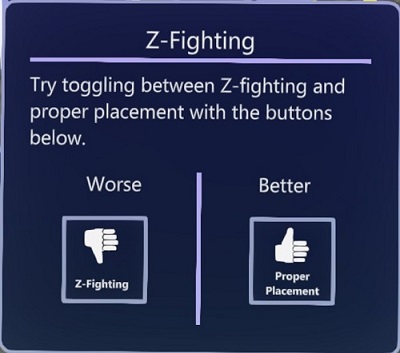 Z-Fighting
Try toggling between Z-fighting and
proper placement with the buttons
below.
Worse
Better
Z-Fighting
Proper
Placement